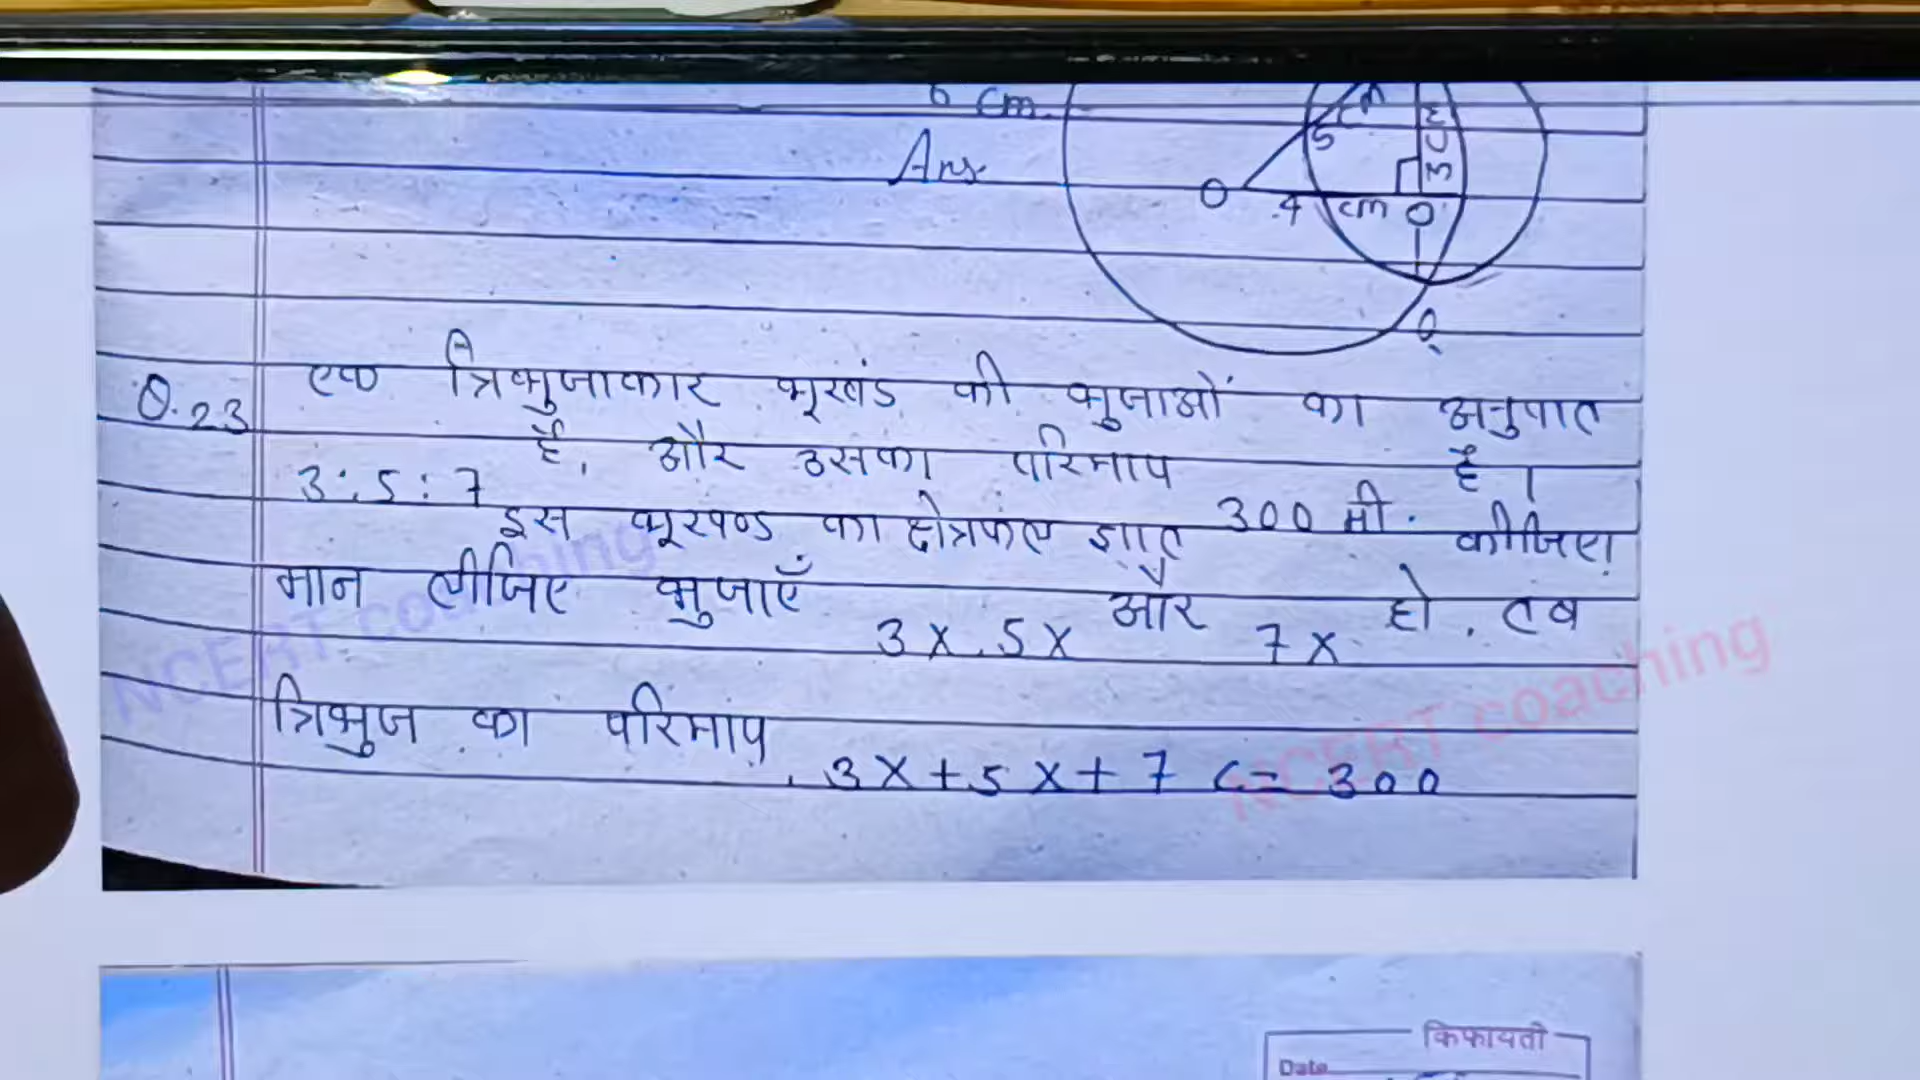 6 cm.
Ans
5 cm
3 cm
O 4 cm O'
Q
Q.23 एक त्रिभुजाकार भूखंड की भुजाओं का अनुपात
3:5:7 है, और उसका परिमाप 300 मी. है।
इस भूखण्ड का क्षेत्रफल ज्ञात कीजिए।
मान लीजिए भुजाएँ 3x, 5x और 7x हो, तब
त्रिभुज का परिमाप, 3x+5x+7 c= 300
NCERT coaching
NCERT coaching
किफायती
Date